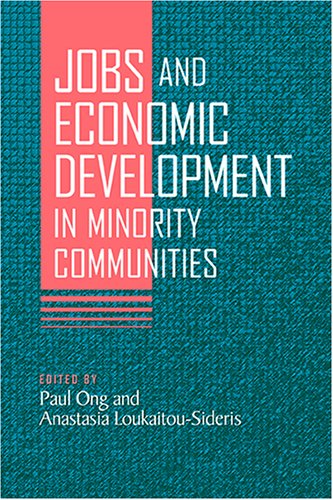 JOBS AND
ECONOMIC
DEVELOPMENT
IN MINORITY
COMMUNITIES
EDITED BY
Paul Ong and
Anastasia Loukaitou-Sideris